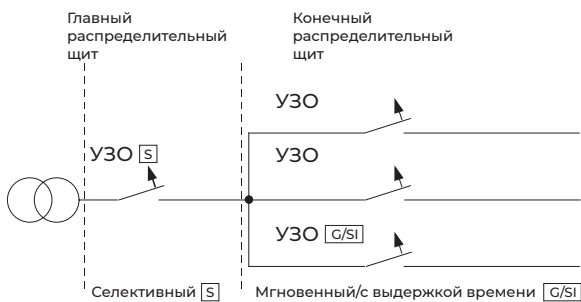 Главный
распределительный
щит
Конечный
распределительный
щит
УЗО
УЗО S
УЗО
УЗО G/SI
Селективный S
Мгновенный/с выдержкой времени G/SI